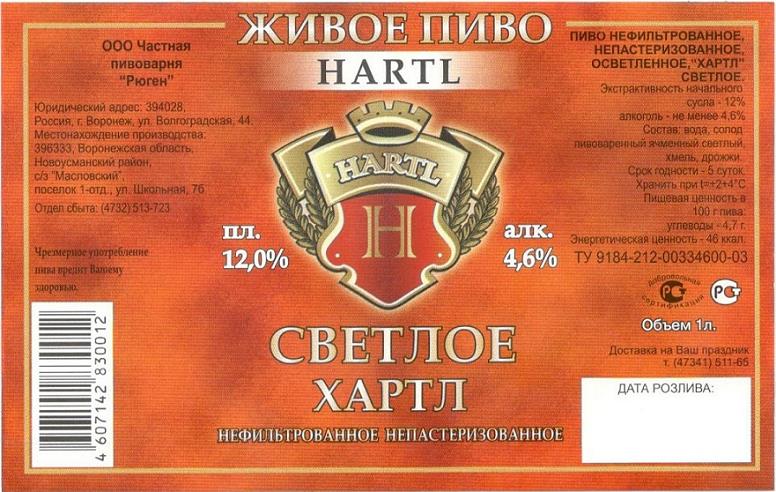 ЖИВОЕ ПИВО
HARTL
ООО Частная
пивоварня
"Рюген"
Юридический адрес: 394028,
Россия, г. Воронеж, ул. Волгоградская, 44.
Местонахождение производства:
396333, Воронежская область,
Новоусманский район,
с/з "Масловский",
поселок 1-отд., ул. Школьная, 7б
Отдел сбыта: (4732) 513-723
Чрезмерное употребление
пива вредит Вашему
здоровью.
4 607142 830012
HARTL
H
пл.
12,0%
алк.
4,6%
СВЕТЛОЕ
ХАРТЛ
НЕФИЛЬТРОВАННОЕ НЕПАСТЕРИЗОВАННОЕ
ПИВО НЕФИЛЬТРОВАННОЕ,
НЕПАСТЕРИЗОВАННОЕ,
ОСВЕТЛЕННОЕ,"ХАРТЛ"
СВЕТЛОЕ.
Экстрактивность начального
сусла - 12%
алкоголь - не менее 4,6%
Состав: вода, солод
пивоваренный ячменный светлый,
хмель, дрожжи.
Срок годности - 5 суток.
Хранить при t=+2+4°С
Пищевая ценность в
100 г пива:
углеводы - 4,7 г.
Энергетическая ценность - 46 ккал.
ТУ 9184-212-00334600-03
добровольная
сертификация
РСТ
РСТ
Объем 1л.
Доставка на Ваш праздник
т. (47341) 511-65
ДАТА РОЗЛИВА: